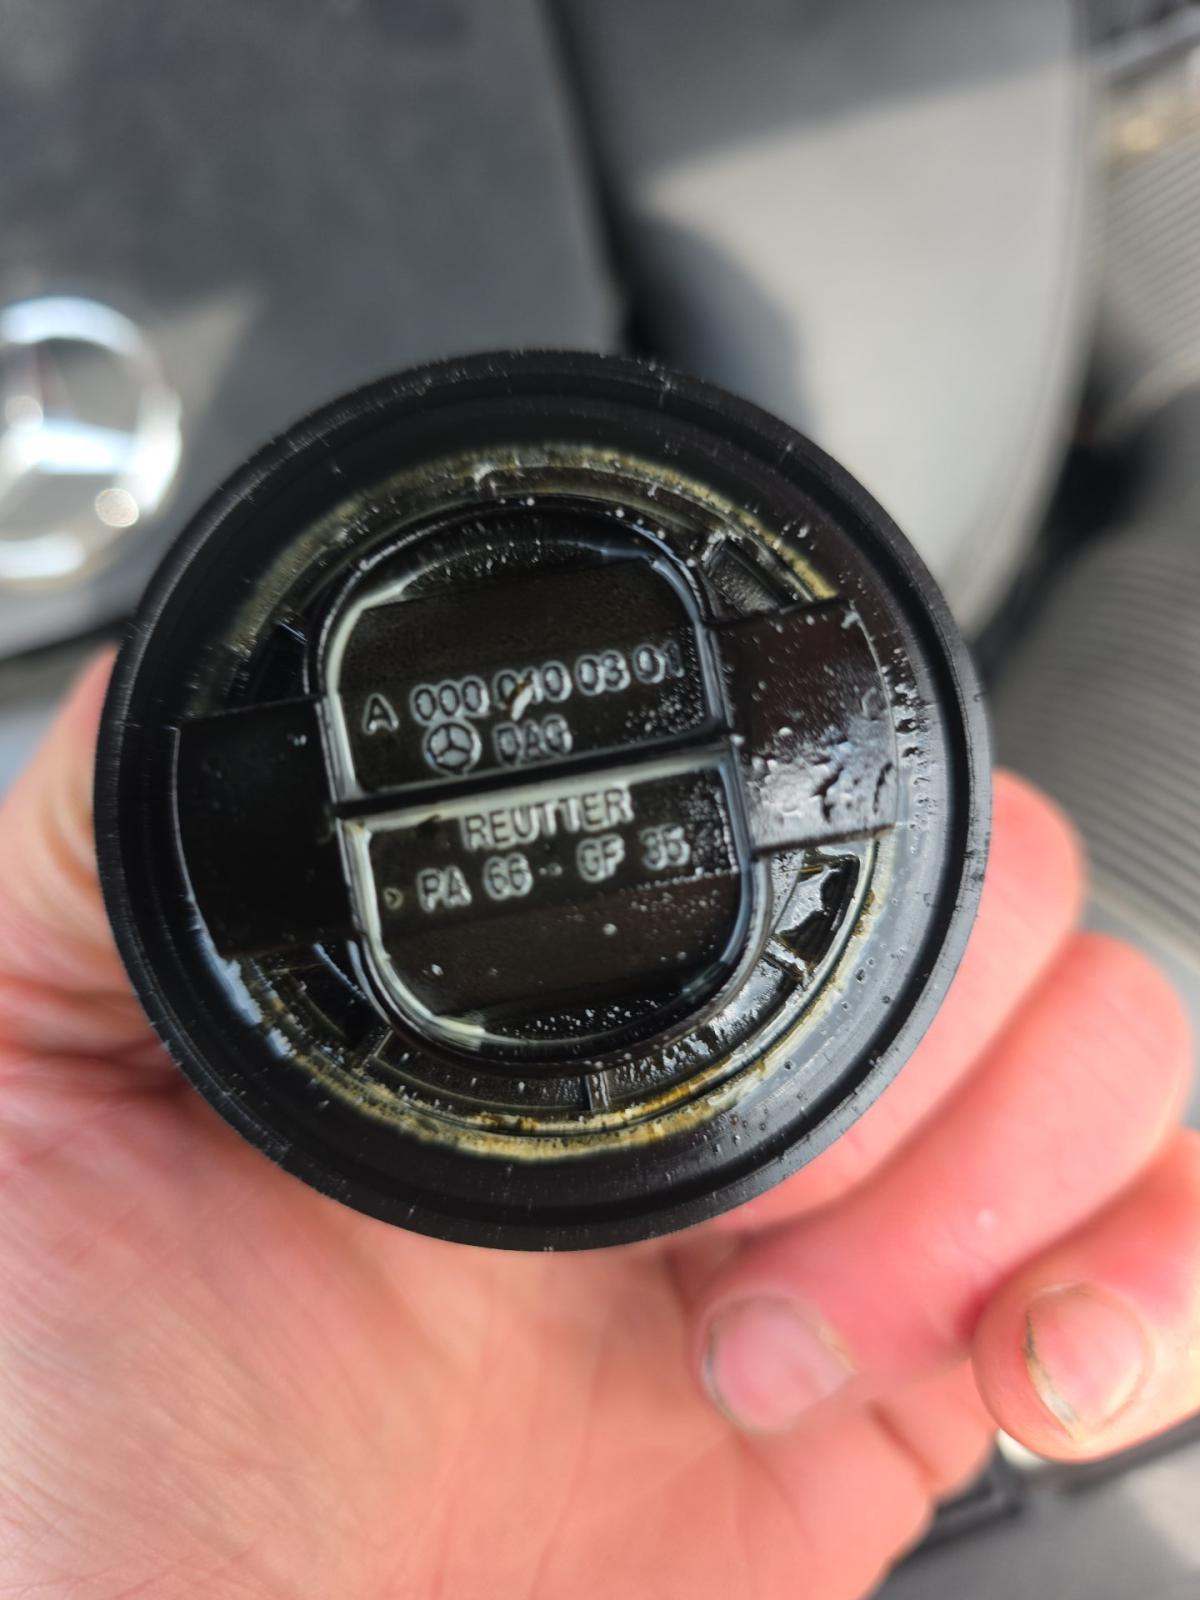 A 000 010 03 01
DAG
REUTTER
> PA 66 - GF 35